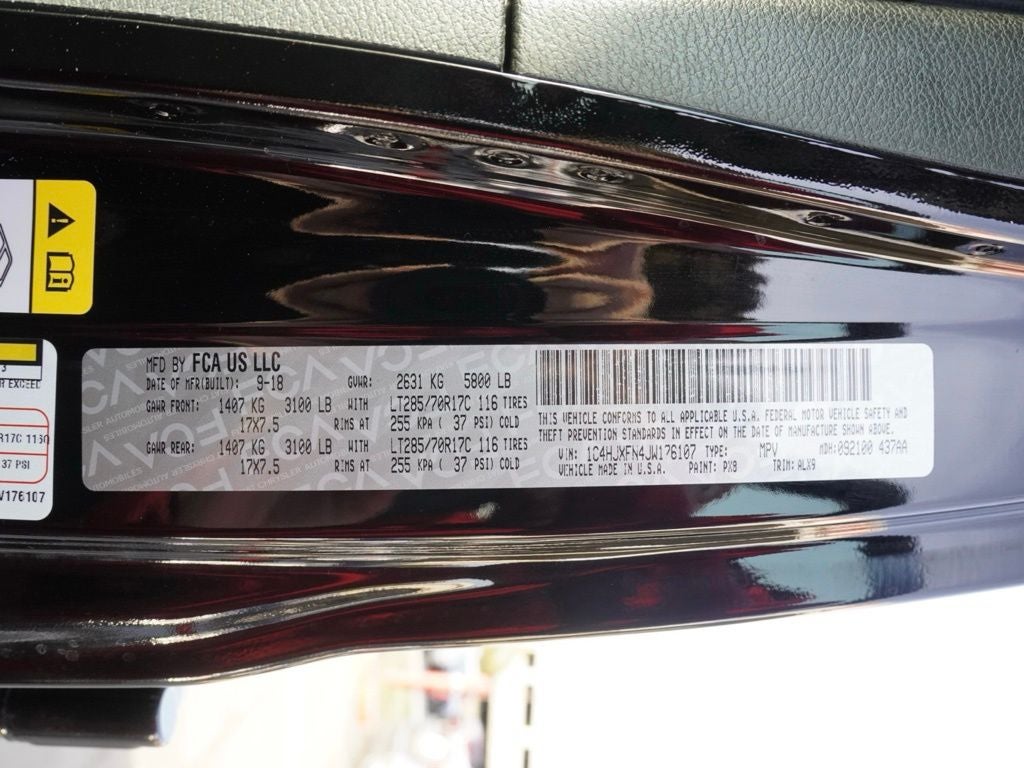 MFD BY FCA US LLC
DATE OF MFR(BUILT): 9-18 GVWR: 2631 KG 5800 LB
GAWR FRONT: 1407 KG 3100 LB WITH LT285/70R17C 116 TIRES
17X7.5 RIMS AT 255 KPA ( 37 PSI) COLD
GAWR REAR: 1407 KG 3100 LB WITH LT285/70R17C 116 TIRES
17X7.5 RIMS AT 255 KPA ( 37 PSI) COLD
THIS VEHICLE CONFORMS TO ALL APPLICABLE U.S.A. FEDERAL MOTOR VEHICLE SAFETY AND
THEFT PREVENTION STANDARDS IN EFFECT ON THE DATE OF MANUFACTURE SHOWN ABOVE
VIN: 1C4HJXFN4JW176107 TYPE: MPV MDH:092100 437AA
VEHICLE MADE IN U.S.A. PAINT: PX8 TRIM: ALX9
3
R EXCEED
R17C 116
37 PSI
W176107